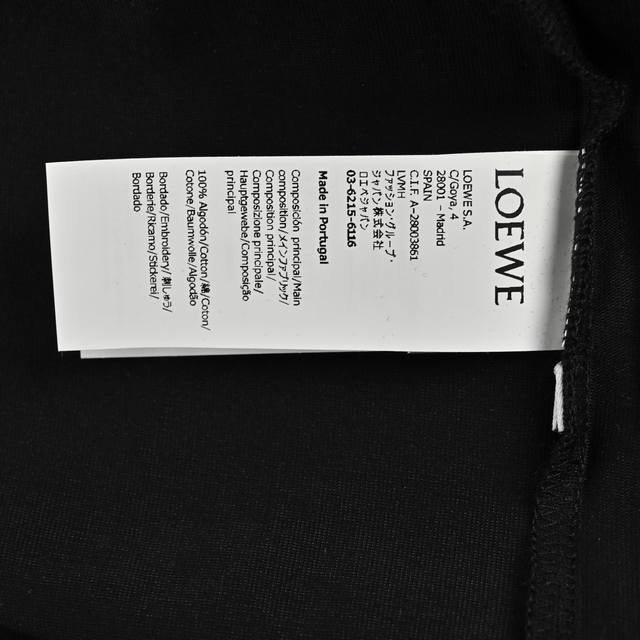 LOEWE
LOEWE S.A.
C/Goya, 4
28001 – Madrid
SPAIN
C.I.F. A-28003861
LVMH
ファッション・グループ・
ジャパン株式会社
ロエベジャパン
03-6215-6116
Made in Portugal
Composición principal/Main
composition/メインファブリック/
Composition principal/
Composizione principale/
Hauptgewebe/Composição
principal
100% Algodón/Cotton/綿/Coton/
Cotone/Baumwolle/Algodão
Bordado/Embroidery/刺しゅう/
Borderie/Ricamo/Stickerei/
Bordado